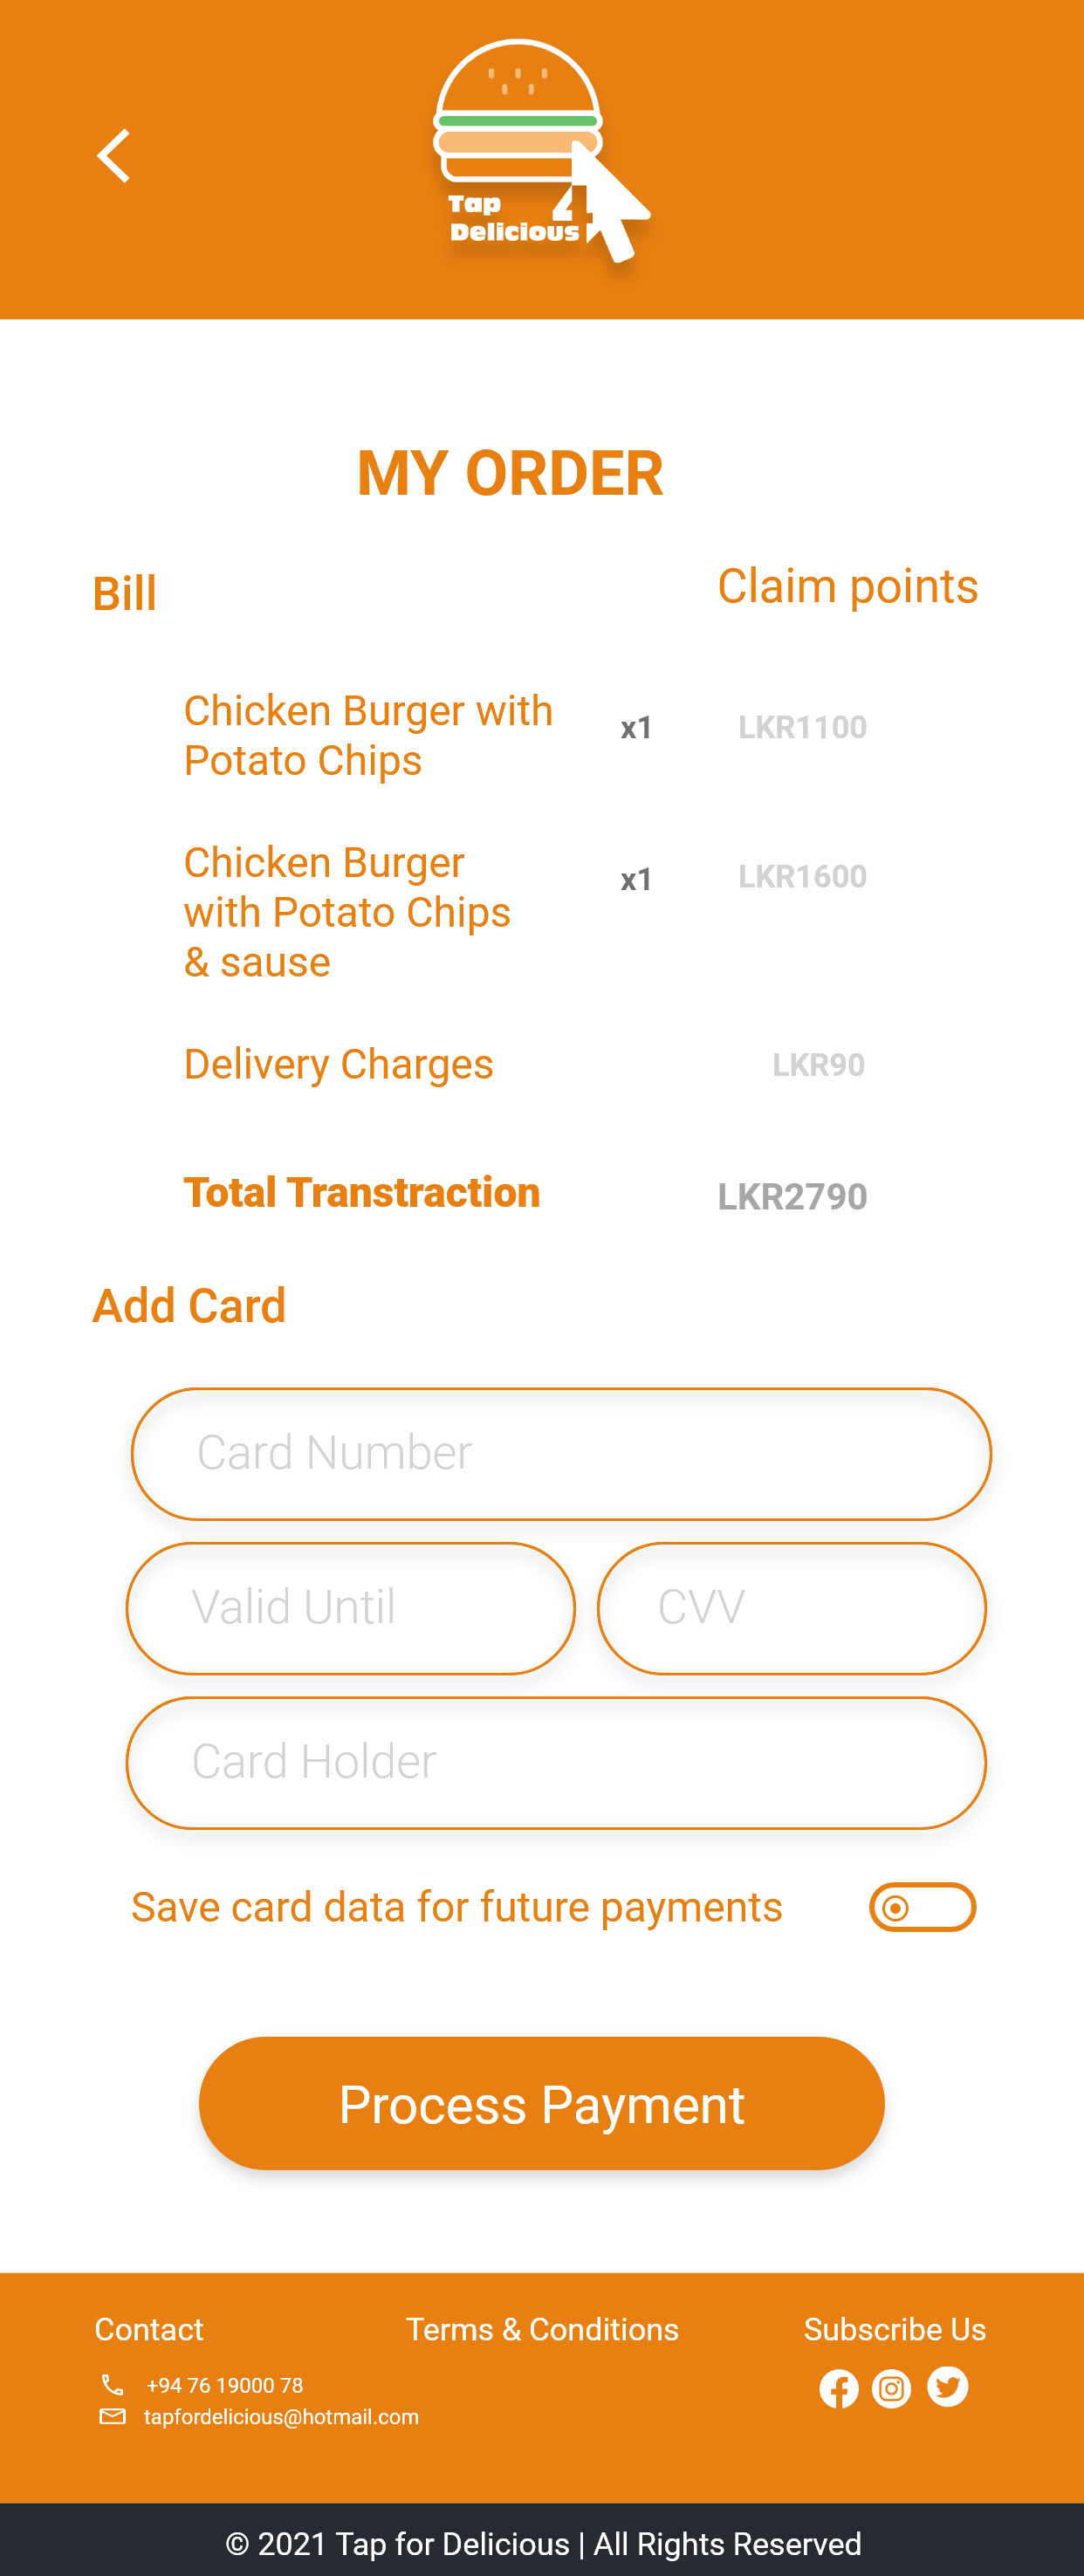 Tap 4
Delicious
MY ORDER
Bill
Claim points
Chicken Burger with
Potato Chips
x1
LKR1100
Chicken Burger
with Potato Chips
& sause
x1
LKR1600
Delivery Charges
LKR90
Total Transtraction
LKR2790
Add Card
Card Number
Valid Until
CVV
Card Holder
Save card data for future payments
Process Payment
Contact
+94 76 19000 78
tapfordelicious@hotmail.com
Terms & Conditions
Subscribe Us
© 2021 Tap for Delicious | All Rights Reserved